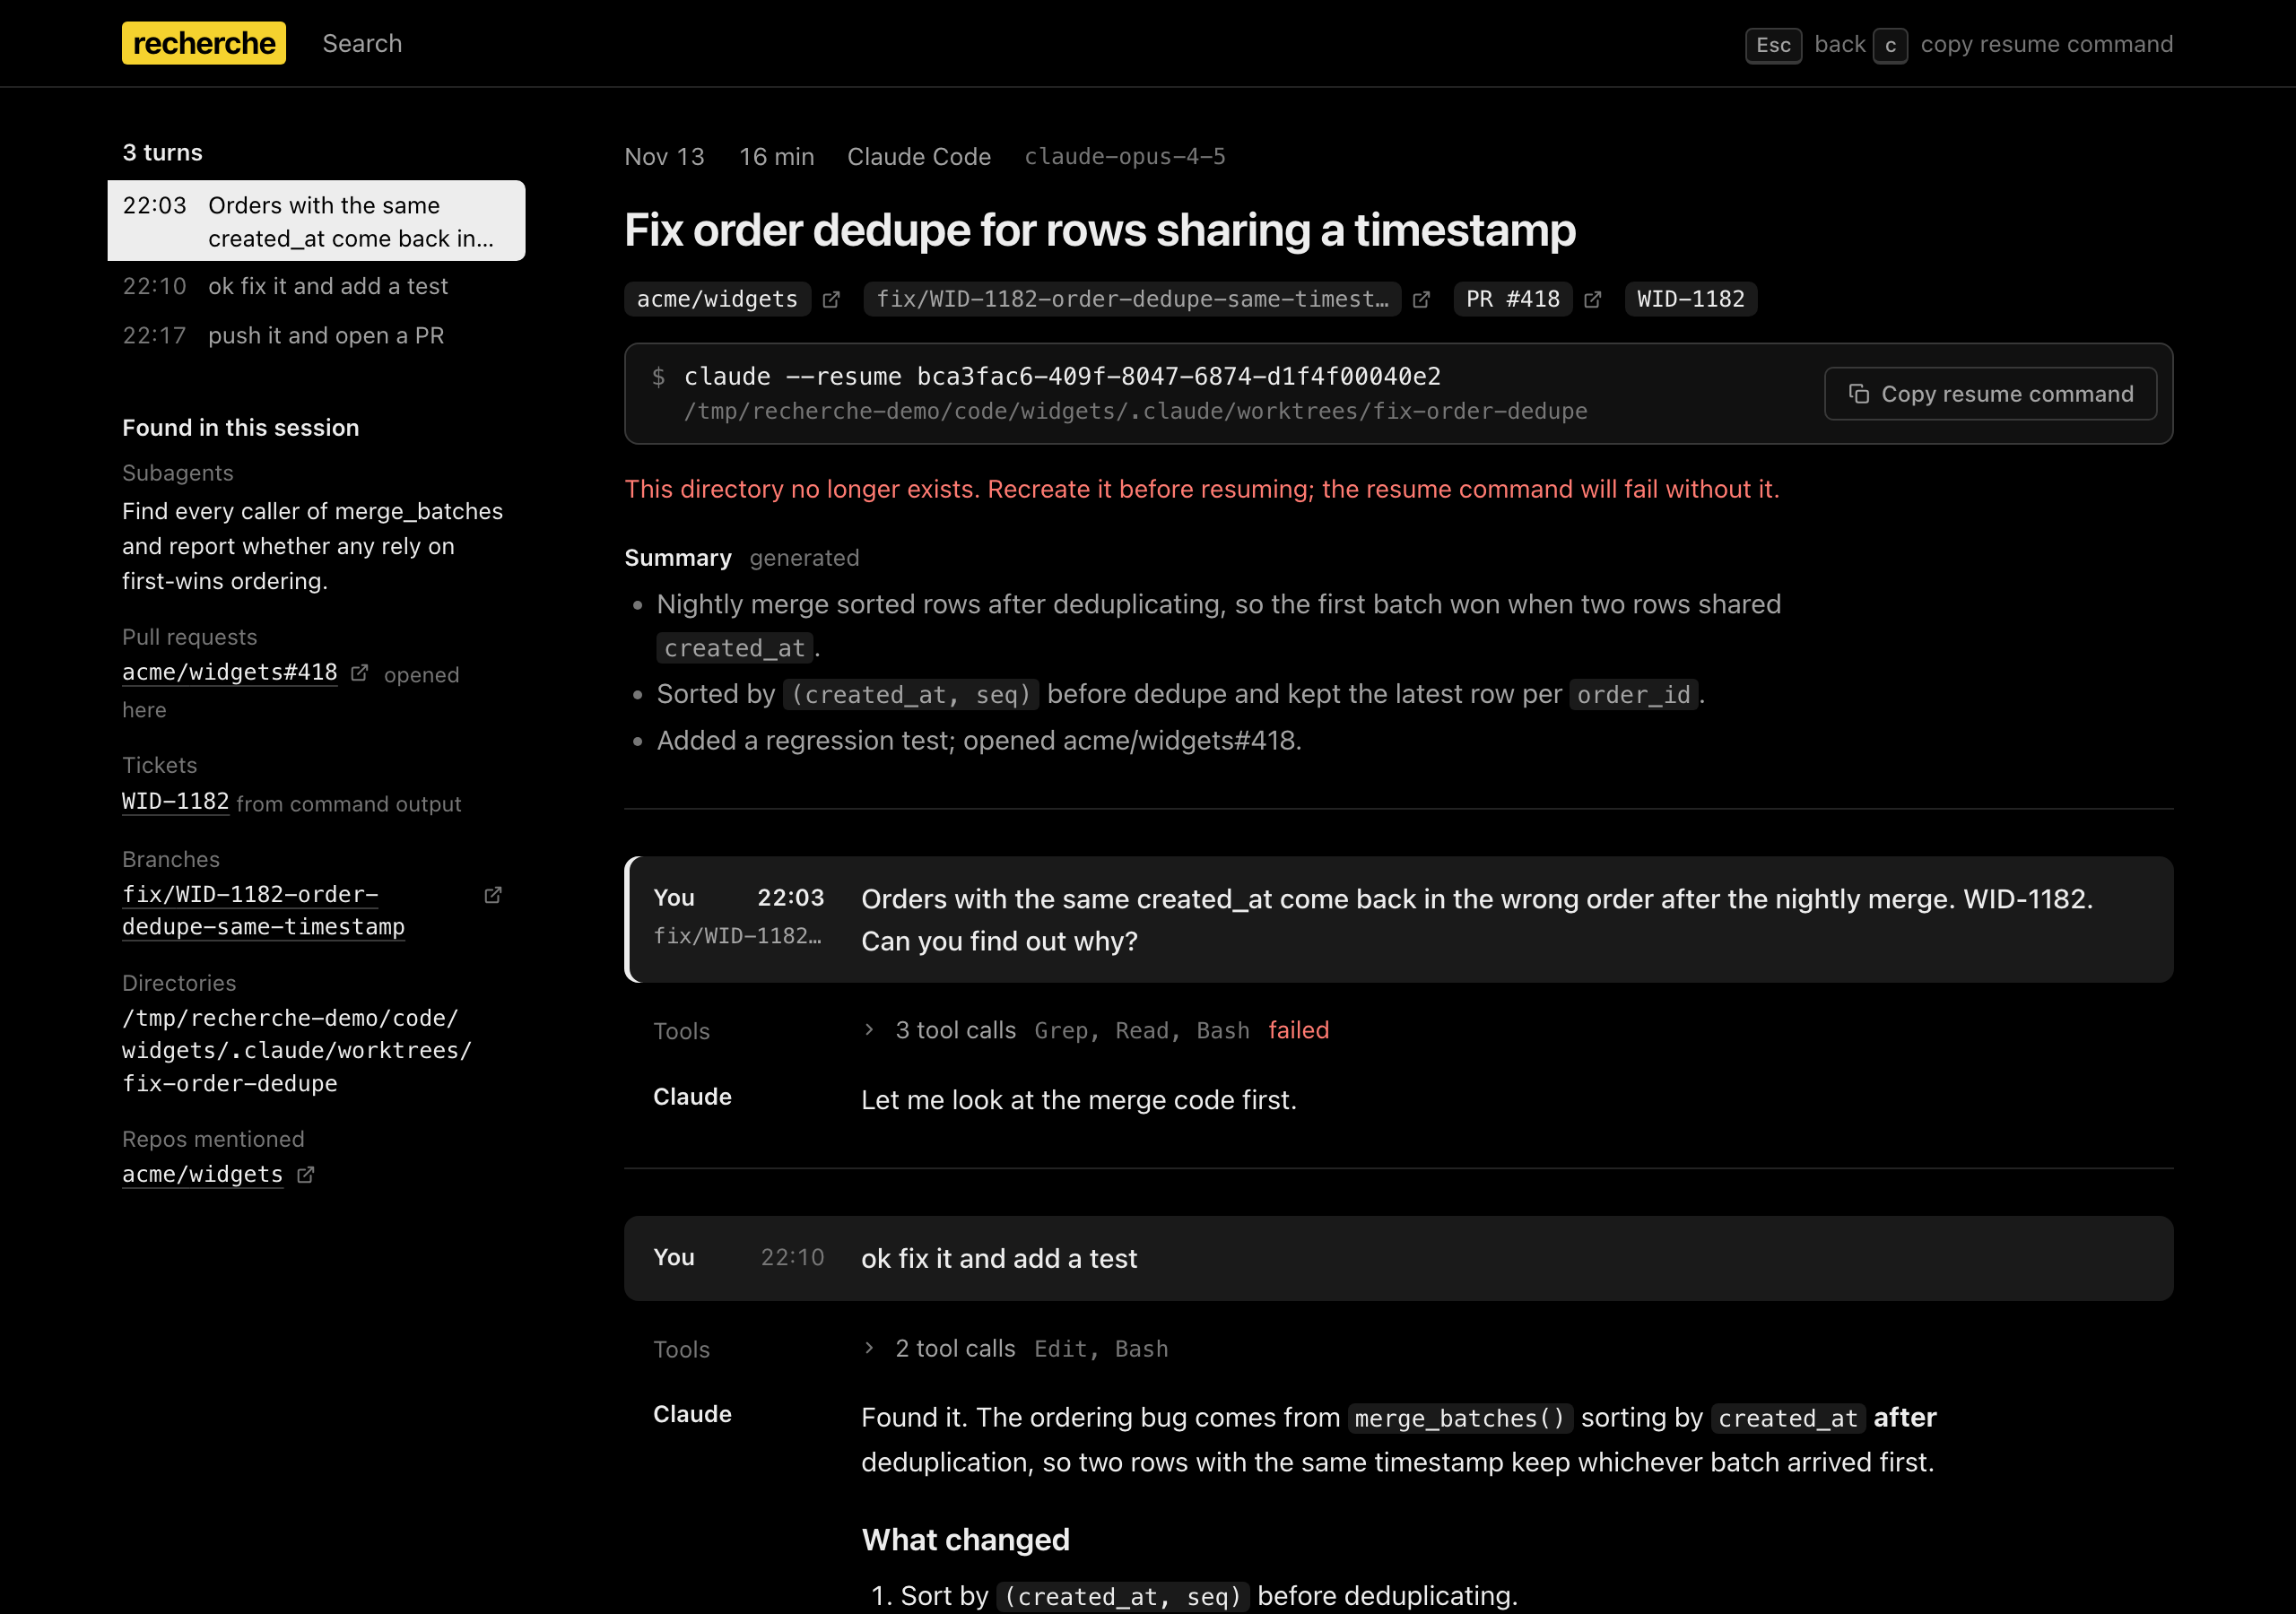 recherche Search Esc back c copy resume command
3 turns
22:03 Orders with the same
created_at come back in…
22:10 ok fix it and add a test
22:17 push it and open a PR
Found in this session
Subagents
Find every caller of merge_batches
and report whether any rely on
first-wins ordering.
Pull requests
acme/widgets#418 opened
here
Tickets
WID-1182 from command output
Branches
fix/WID-1182-order-
dedupe-same-timestamp
Directories
/tmp/recherche-demo/code/
widgets/.claude/worktrees/
fix-order-dedupe
Repos mentioned
acme/widgets
Nov 13 16 min Claude Code claude-opus-4-5
Fix order dedupe for rows sharing a timestamp
acme/widgets fix/WID-1182-order-dedupe-same-timest… PR #418 WID-1182
$ claude --resume bca3fac6-409f-8047-6874-d1f4f00040e2
/tmp/recherche-demo/code/widgets/.claude/worktrees/fix-order-dedupe
Copy resume command
This directory no longer exists. Recreate it before resuming; the resume command will fail without it.
Summary generated
• Nightly merge sorted rows after deduplicating, so the first batch won when two rows shared
created_at.
• Sorted by (created_at, seq) before dedupe and kept the latest row per order_id.
• Added a regression test; opened acme/widgets#418.
You 22:03 Orders with the same created_at come back in the wrong order after the nightly merge. WID-1182.
fix/WID-1182… Can you find out why?
Tools › 3 tool calls Grep, Read, Bash failed
Claude Let me look at the merge code first.
You 22:10 ok fix it and add a test
Tools › 2 tool calls Edit, Bash
Claude Found it. The ordering bug comes from merge_batches() sorting by created_at after
deduplication, so two rows with the same timestamp keep whichever batch arrived first.
What changed
1. Sort by (created_at, seq) before deduplicating.